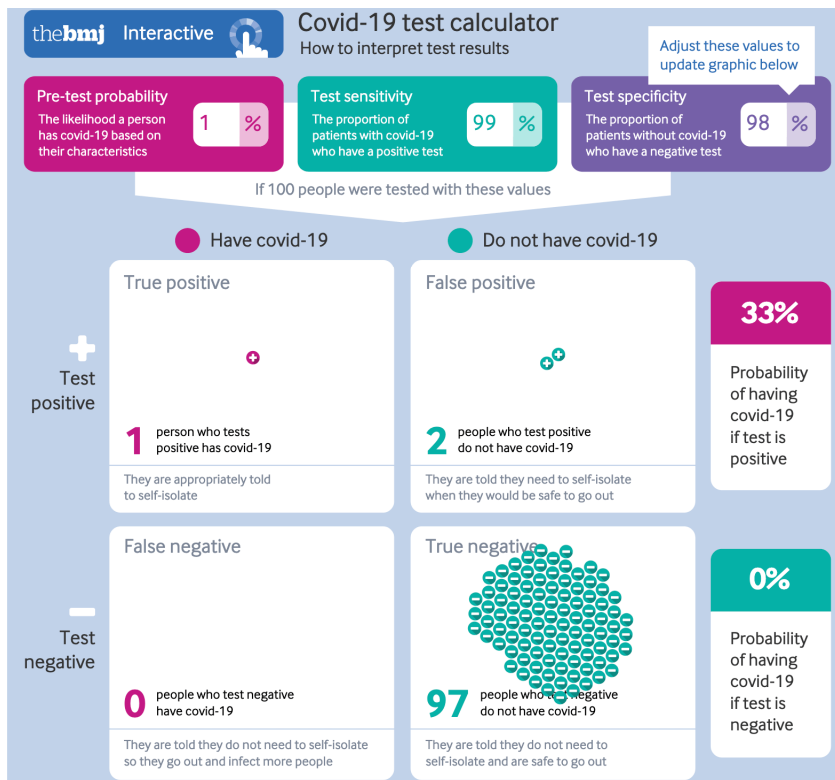 thebmj Interactive
Covid-19 test calculator
How to interpret test results
Adjust these values to
update graphic below
Pre-test probability
The likelihood a person
has covid-19 based on
their characteristics
1 %
Test sensitivity
The proportion of
patients with covid-19
who have a positive test
99 %
Test specificity
The proportion of
patients without covid-19
who have a negative test
98 %
If 100 people were tested with these values
Have covid-19
Do not have covid-19
Test
positive
True positive
1 person who tests
positive has covid-19
They are appropriately told
to self-isolate
False positive
2 people who test positive
do not have covid-19
They are told they need to self-isolate
when they would be safe to go out
33%
Probability
of having
covid-19
if test is
positive
Test
negative
False negative
0 people who test negative
have covid-19
They are told they do not need to self-isolate
so they go out and infect more people
True negative
97 people who test negative
do not have covid-19
They are told they do not need to
self-isolate and are safe to go out
0%
Probability
of having
covid-19
if test is
negative